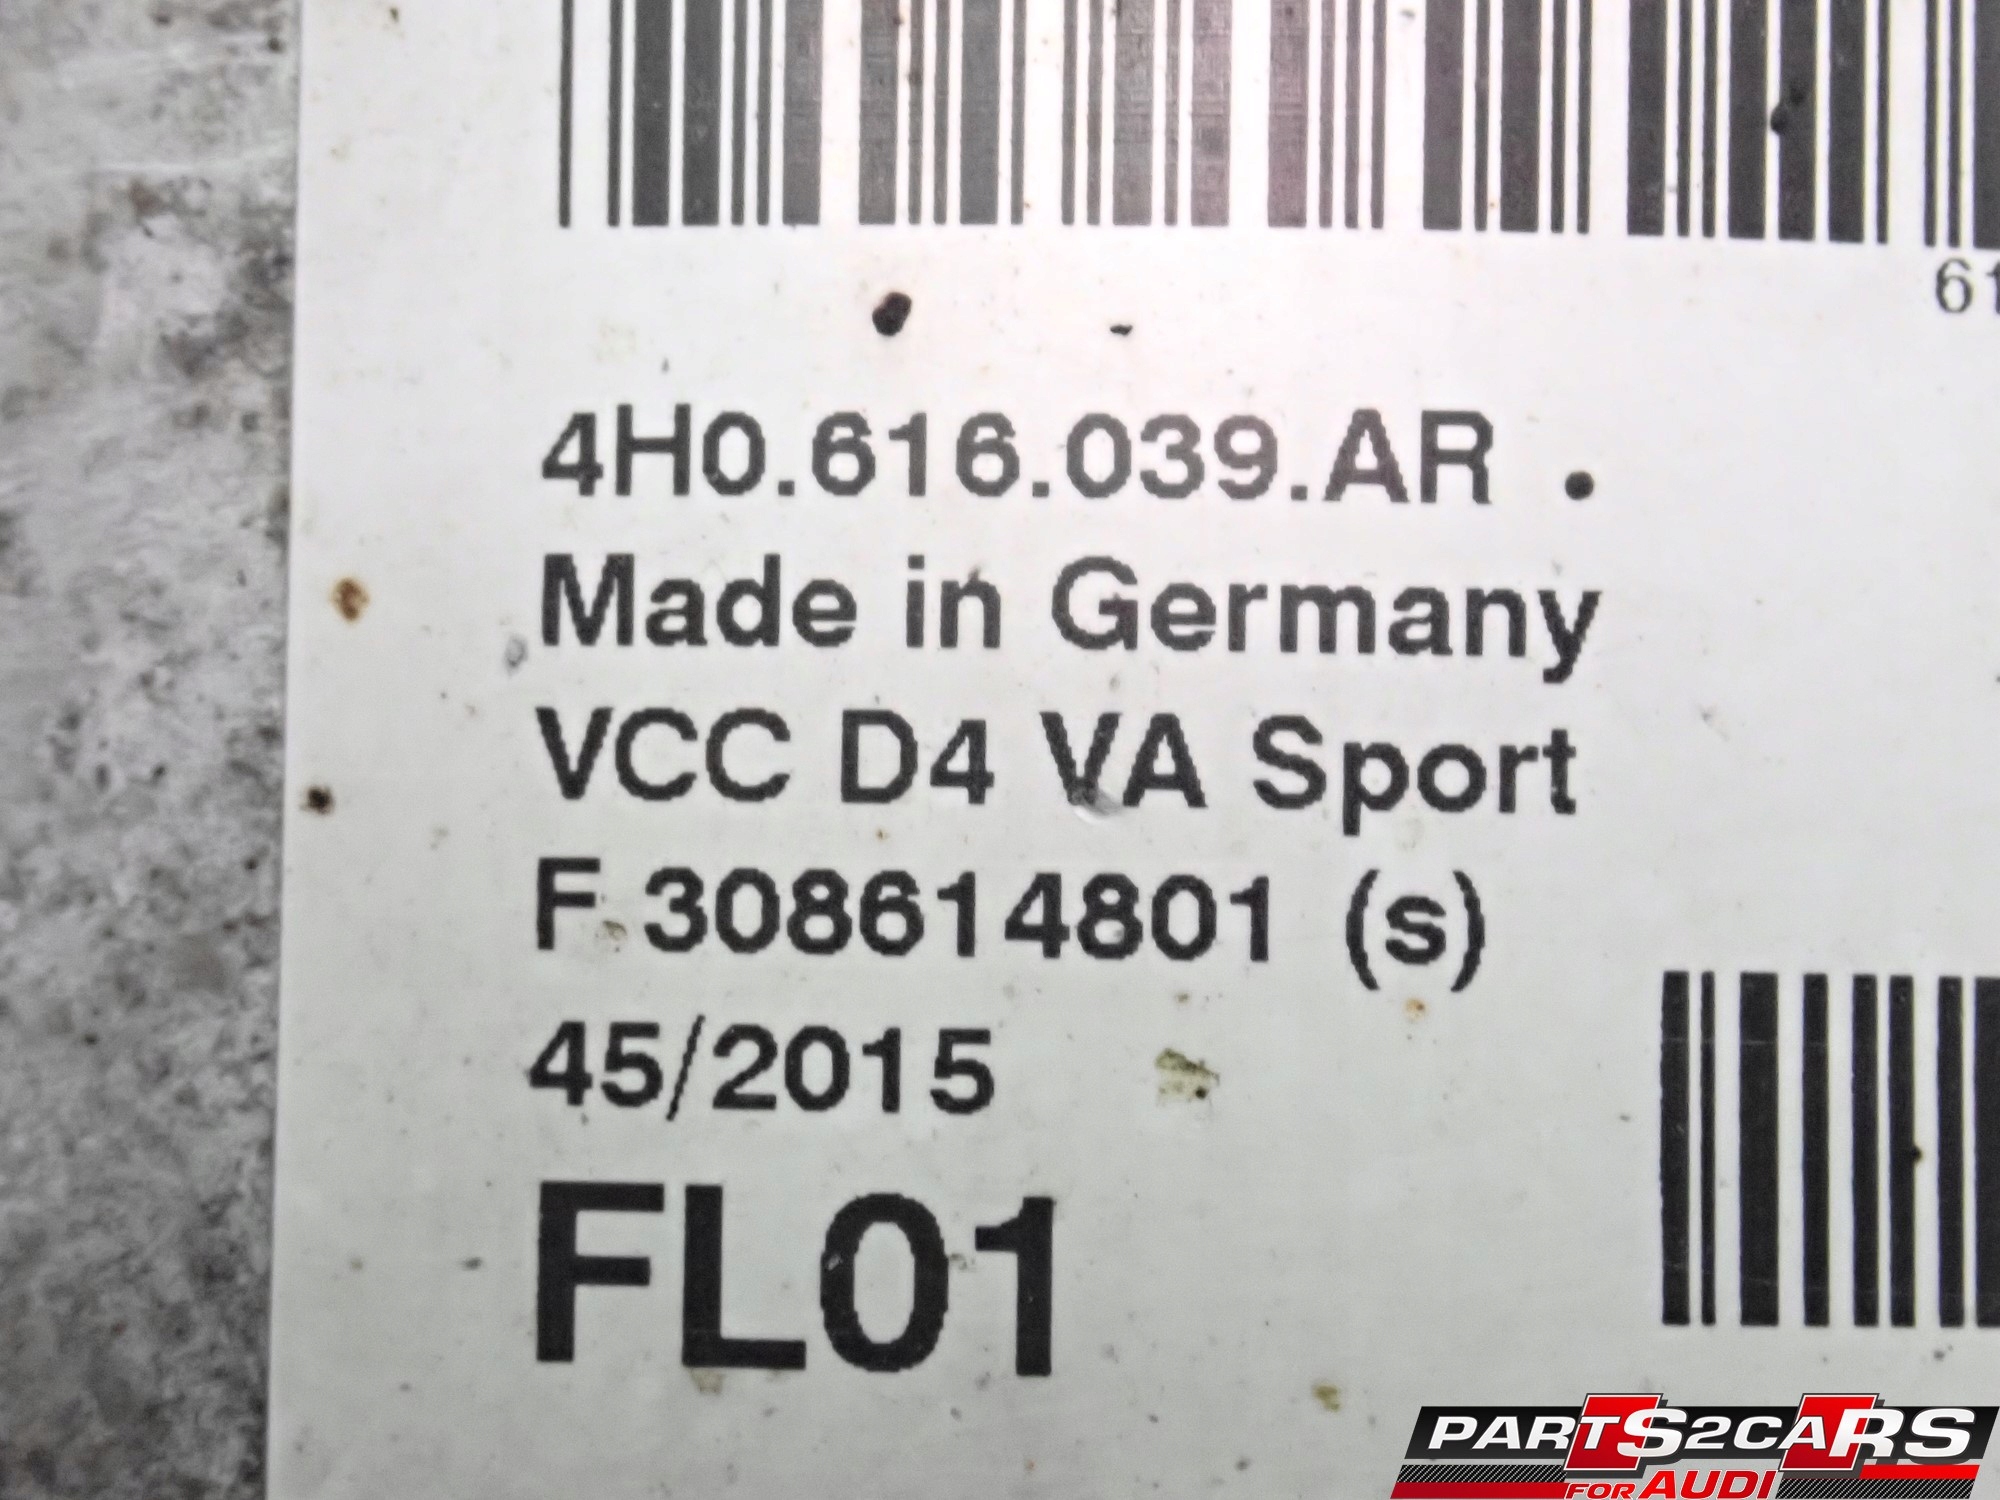 61
4H0.616.039.AR .
Made in Germany
VCC D4 VA Sport
F 308614801 (s)
45/2015
FL01
PARTS2CARS
FOR AUDI